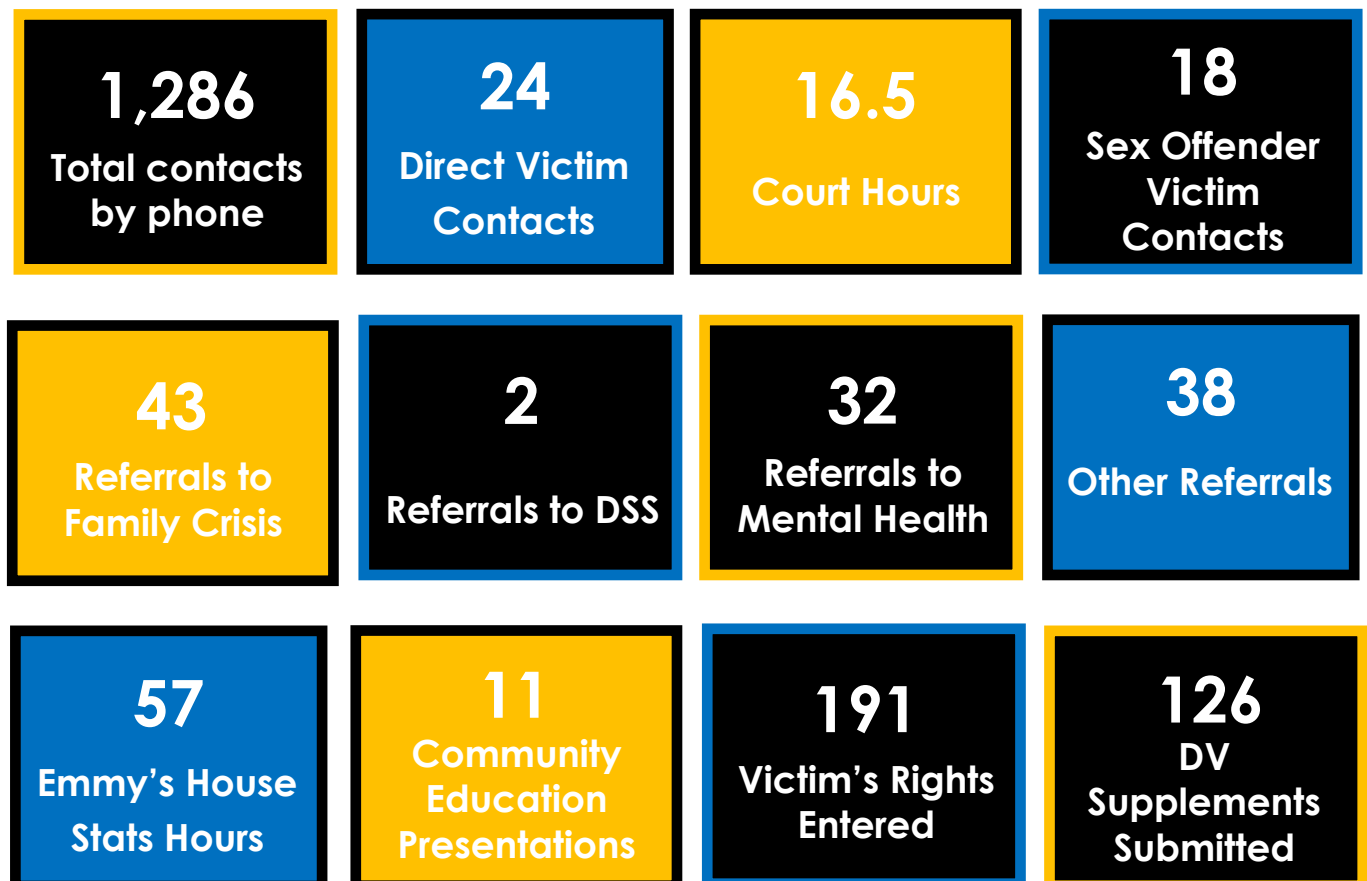 1,286
Total contacts
by phone
24
Direct Victim
Contacts
16.5
Court Hours
18
Sex Offender
Victim
Contacts
43
Referrals to
Family Crisis
2
Referrals to DSS
32
Referrals to
Mental Health
38
Other Referrals
57
Emmy’s House
Stats Hours
11
Community
Education
Presentations
191
Victim’s Rights
Entered
126
DV
Supplements
Submitted